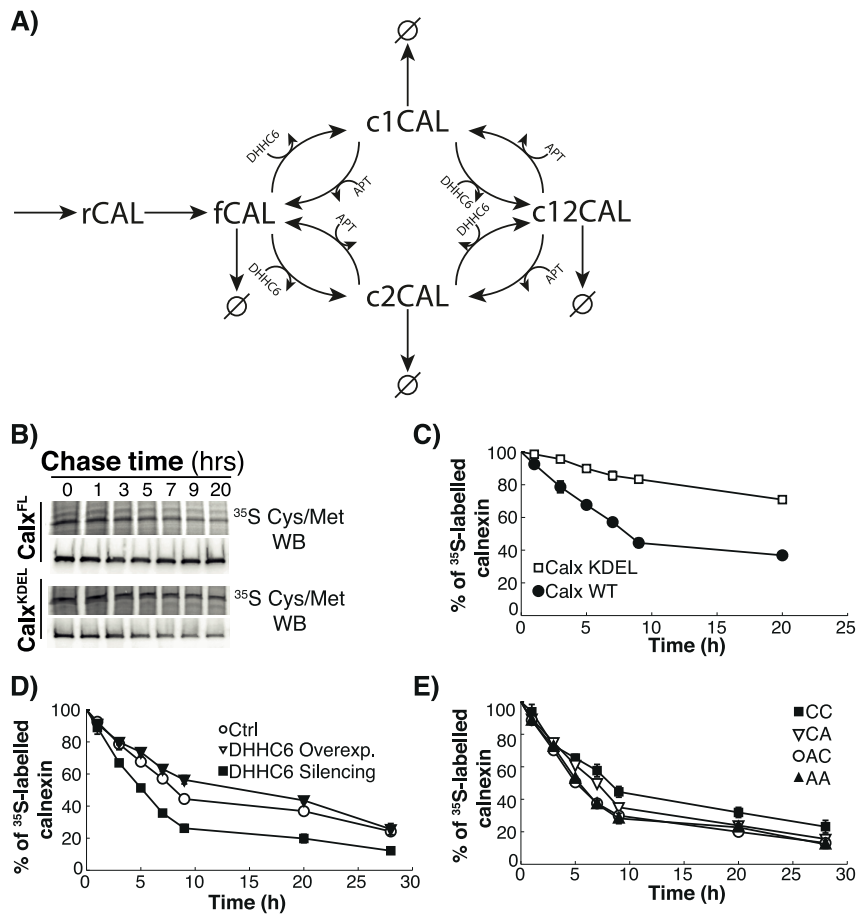 A)
∅
c1CAL
DHHC6
APT
APT
DHHC6
rCAL
fCAL
c12CAL
APT
DHHC6
DHHC6
APT
c2CAL
∅
∅
∅
B)
Chase time (hrs)
0 1 3 5 7 9 20
Calx^FL
³⁵S Cys/Met
WB
Calx^KDEL
³⁵S Cys/Met
WB
C)
% of ³⁵S-labelled
calnexin
100
80
60
40
20
0
Calx KDEL
Calx WT
0 5 10 15 20 25
Time (h)
D)
% of ³⁵S-labelled
calnexin
100
80
60
40
20
0
Ctrl
DHHC6 Overexp.
DHHC6 Silencing
0 5 10 15 20 25 30
Time (h)
E)
% of ³⁵S-labelled
calnexin
100
80
60
40
20
0
CC
CA
AC
AA
0 5 10 15 20 25 30
Time (h)